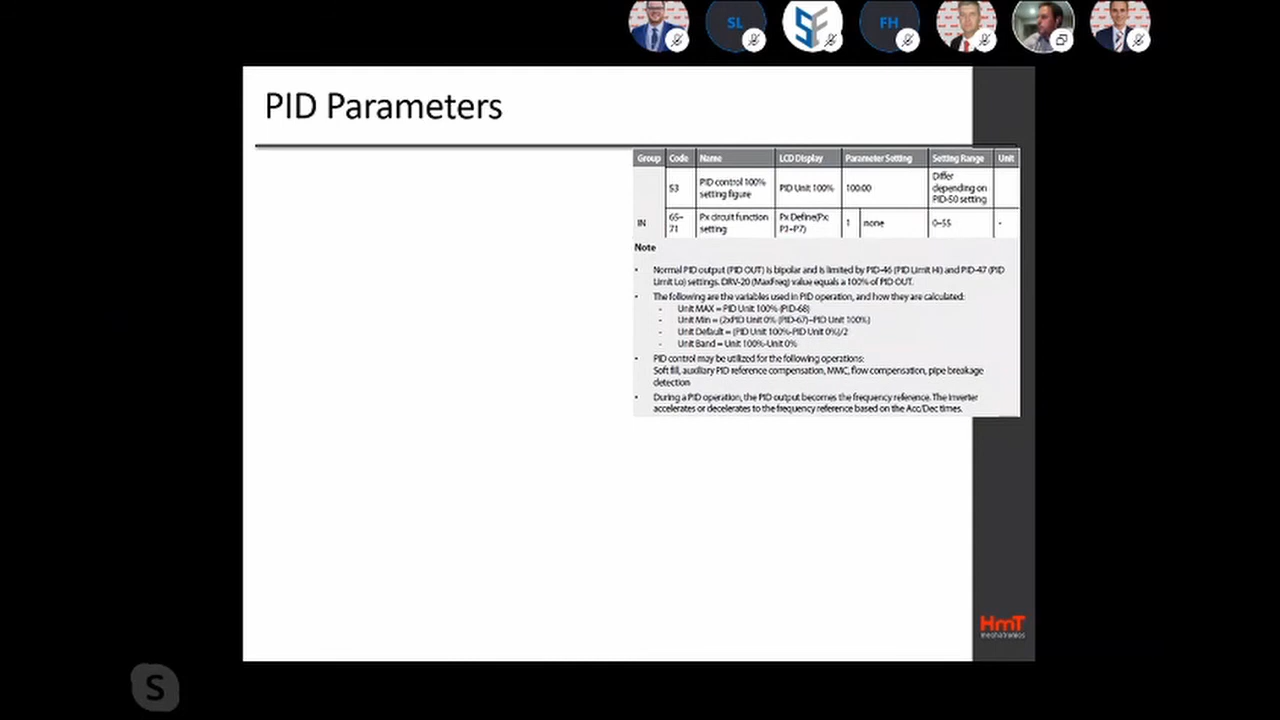 SL
SF
FH
PID Parameters
Group Code Name LCD Display Parameter Setting Setting Range Unit
53 PID control 100% setting figure PID Unit 100% 100.00 Differ depending on PID-50 setting
IN 65– 71 Px circuit function setting Px Define(Px: P1–P7) 1 none 0–55 -
Note
• Normal PID output (PID OUT) is bipolar and is limited by PID-46 (PID Limit Hi) and PID-47 (PID
Limit Lo) settings. DRV-20 (MaxFreq) value equals a 100% of PID OUT.
• The following are the variables used in PID operation, and how they are calculated:
- Unit MAX = PID Unit 100% (PID-68)
- Unit Min = (2xPID Unit 0% (PID-67)–PID Unit 100%)
- Unit Default = (PID Unit 100%-PID Unit 0%)/2
- Unit Band = Unit 100%-Unit 0%
• PID control may be utilized for the following operations:
Soft fill, auxiliary PID reference compensation, MMC, flow compensation, pipe breakage
detection
• During a PID operation, the PID output becomes the frequency reference. The inverter
accelerates or decelerates to the frequency reference based on the Acc/Dec times.
HmT
mechatronics
S